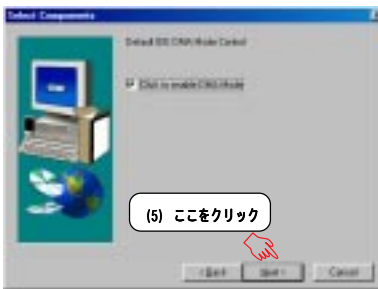 Select Components
Default IDE DMA Mode Control
Click to enable DMA Mode
(5) ここをクリック
< Back
Next >
Cancel